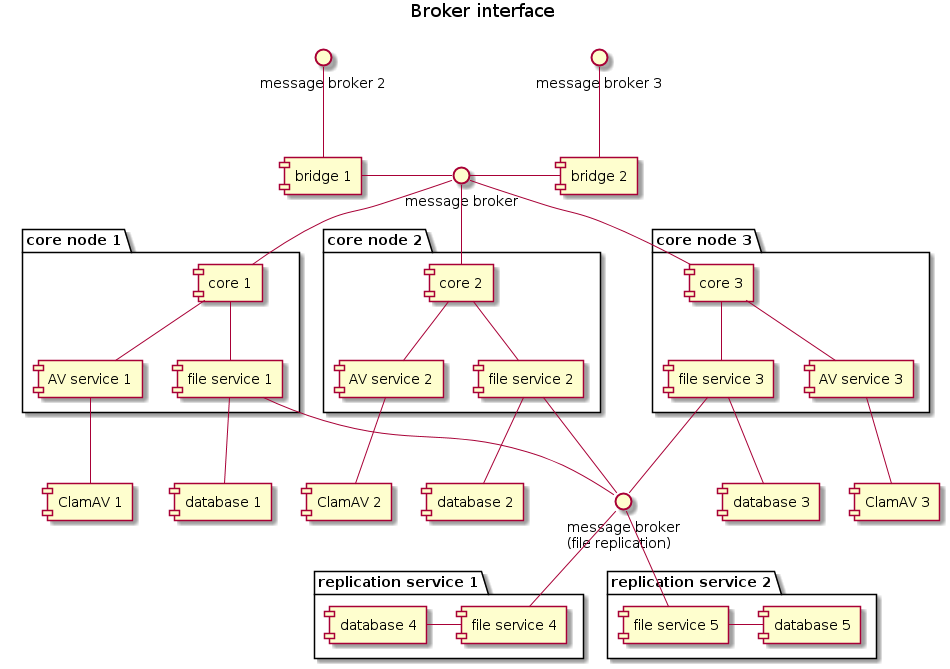 Broker interface
message broker 2
message broker 3
bridge 1
bridge 2
message broker
core node 1
core node 2
core node 3
core 1
core 2
core 3
AV service 1
file service 1
AV service 2
file service 2
file service 3
AV service 3
ClamAV 1
database 1
ClamAV 2
database 2
database 3
ClamAV 3
message broker
(file replication)
replication service 1
replication service 2
database 4
file service 4
file service 5
database 5